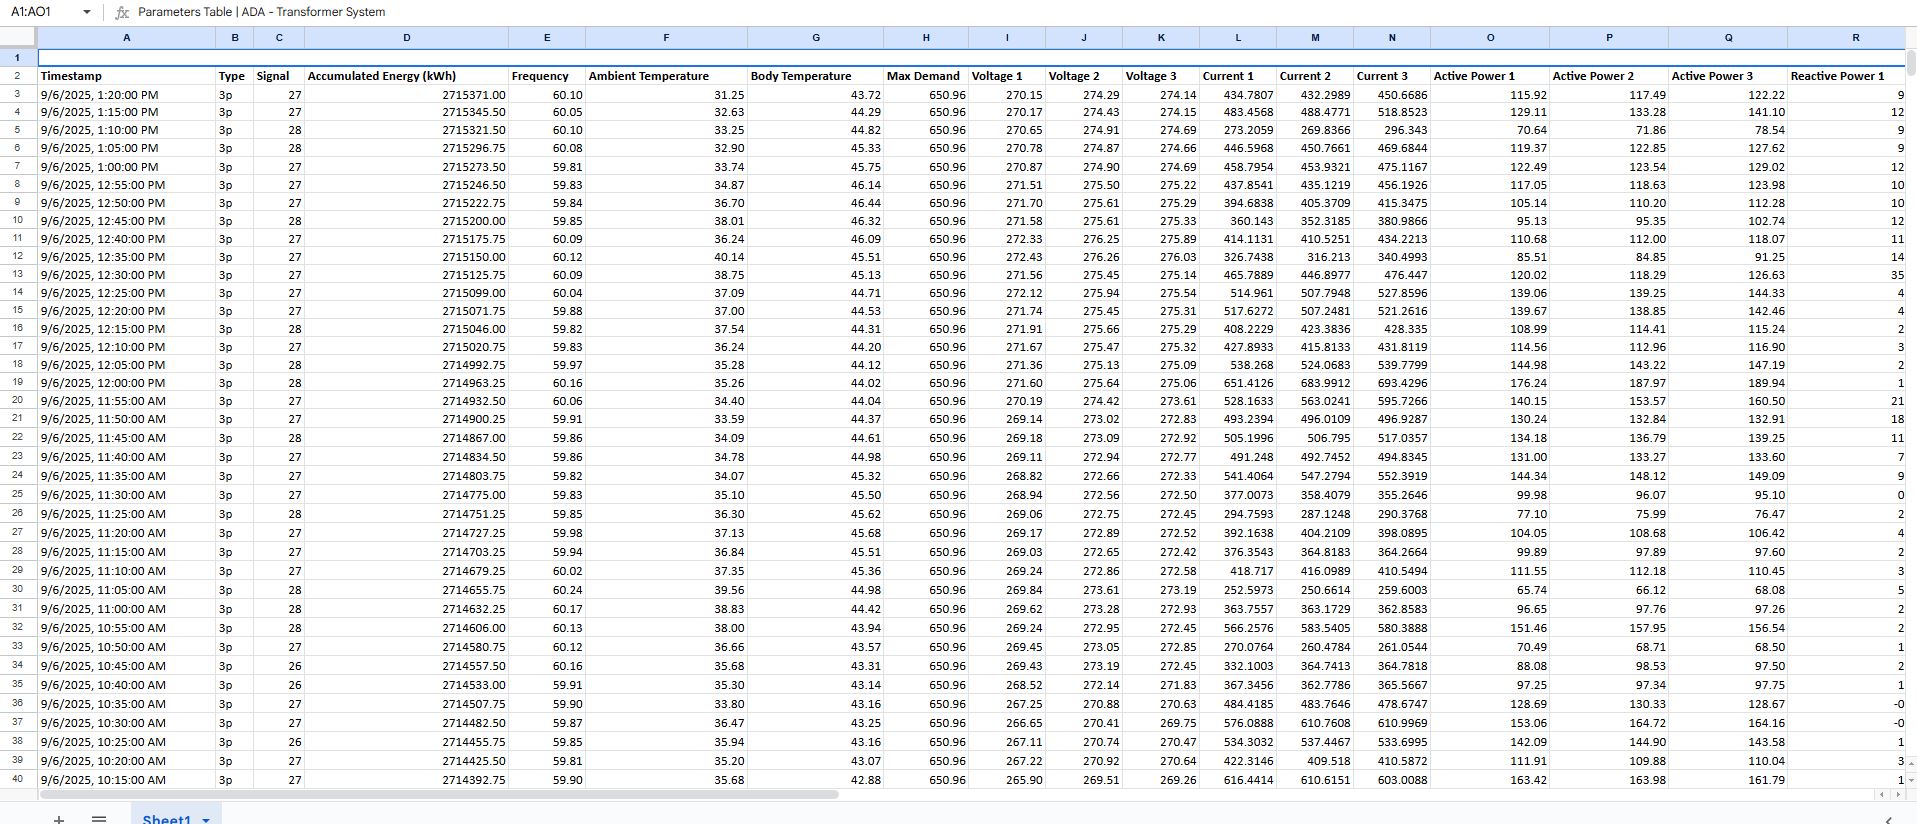 A1:AO1 fx Parameters Table | ADA - Transformer System
A B C D E F G H I J K L M N O P Q R
1
2 Timestamp Type Signal Accumulated Energy (kWh) Frequency Ambient Temperature Body Temperature Max Demand Voltage 1 Voltage 2 Voltage 3 Current 1 Current 2 Current 3 Active Power 1 Active Power 2 Active Power 3 Reactive Power 1
3 9/6/2025, 1:20:00 PM 3p 27 2715371.00 60.10 31.25 43.72 650.96 270.15 274.29 274.14 434.7807 432.2989 450.6686 115.92 117.49 122.22 9
4 9/6/2025, 1:15:00 PM 3p 27 2715345.50 60.05 32.63 44.29 650.96 270.17 274.43 274.15 483.4568 488.4771 518.8523 129.11 133.28 141.10 12
5 9/6/2025, 1:10:00 PM 3p 28 2715321.50 60.10 33.25 44.82 650.96 270.65 274.91 274.69 273.2059 269.8366 296.343 70.64 71.86 78.54 9
6 9/6/2025, 1:05:00 PM 3p 28 2715296.75 60.08 32.90 45.33 650.96 270.78 274.87 274.66 446.5968 450.7661 469.6844 119.37 122.85 127.62 9
7 9/6/2025, 1:00:00 PM 3p 27 2715273.50 59.81 33.74 45.75 650.96 270.87 274.90 274.69 458.7954 453.9321 475.1167 122.49 123.54 129.02 12
8 9/6/2025, 12:55:00 PM 3p 27 2715246.50 59.83 34.87 46.14 650.96 271.51 275.50 275.22 437.8541 435.1219 456.1926 117.05 118.63 123.98 10
9 9/6/2025, 12:50:00 PM 3p 27 2715222.75 59.84 36.70 46.44 650.96 271.70 275.61 275.29 394.6838 405.3709 415.3475 105.14 110.20 112.28 10
10 9/6/2025, 12:45:00 PM 3p 28 2715200.00 59.85 38.01 46.32 650.96 271.58 275.61 275.33 360.143 352.3185 380.9866 95.13 95.35 102.74 12
11 9/6/2025, 12:40:00 PM 3p 27 2715175.75 60.09 36.24 46.09 650.96 272.33 276.25 275.89 414.1131 410.5251 434.2213 110.68 112.00 118.07 11
12 9/6/2025, 12:35:00 PM 3p 27 2715150.00 60.12 40.14 45.51 650.96 272.43 276.26 276.03 326.7438 316.213 340.4993 85.51 84.85 91.25 14
13 9/6/2025, 12:30:00 PM 3p 27 2715125.75 60.09 38.75 45.13 650.96 271.56 275.45 275.14 465.7889 446.8977 476.447 120.02 118.29 126.63 35
14 9/6/2025, 12:25:00 PM 3p 27 2715099.00 60.04 37.09 44.71 650.96 272.12 275.94 275.54 514.961 507.7948 527.8596 139.06 139.25 144.33 4
15 9/6/2025, 12:20:00 PM 3p 27 2715071.75 59.88 37.00 44.53 650.96 271.74 275.45 275.31 517.6272 507.2481 521.2616 139.67 138.85 142.46 4
16 9/6/2025, 12:15:00 PM 3p 28 2715046.00 59.82 37.54 44.31 650.96 271.91 275.66 275.29 408.2229 423.3836 428.335 108.99 114.41 115.24 2
17 9/6/2025, 12:10:00 PM 3p 27 2715020.75 59.83 36.24 44.20 650.96 271.67 275.47 275.32 427.8933 415.8133 431.8119 114.56 112.96 116.90 3
18 9/6/2025, 12:05:00 PM 3p 28 2714992.75 59.97 35.28 44.12 650.96 271.36 275.13 275.09 538.268 524.0683 539.7799 144.98 143.22 147.19 2
19 9/6/2025, 12:00:00 PM 3p 28 2714963.25 60.16 35.26 44.02 650.96 271.60 275.64 275.06 651.4126 683.9912 693.4296 176.24 187.97 189.94 1
20 9/6/2025, 11:55:00 AM 3p 27 2714932.50 60.06 34.40 44.04 650.96 270.19 274.42 273.61 528.1633 563.0241 595.7266 140.15 153.57 160.50 21
21 9/6/2025, 11:50:00 AM 3p 27 2714900.25 59.91 33.59 44.37 650.96 269.14 273.02 272.83 493.2394 496.0109 496.9287 130.24 132.84 132.91 18
22 9/6/2025, 11:45:00 AM 3p 28 2714867.00 59.86 34.09 44.61 650.96 269.18 273.09 272.92 505.1996 506.795 517.0357 134.18 136.79 139.25 11
23 9/6/2025, 11:40:00 AM 3p 27 2714834.50 59.86 34.78 44.98 650.96 269.11 272.94 272.77 491.248 492.7452 494.8345 131.00 133.27 133.60 7
24 9/6/2025, 11:35:00 AM 3p 27 2714803.75 59.82 34.07 45.32 650.96 268.82 272.66 272.33 541.4064 547.2794 552.3919 144.34 148.12 149.09 9
25 9/6/2025, 11:30:00 AM 3p 27 2714775.00 59.83 35.10 45.50 650.96 268.94 272.56 272.50 377.0073 358.4079 355.2646 99.98 96.07 95.10 0
26 9/6/2025, 11:25:00 AM 3p 28 2714751.25 59.85 36.30 45.62 650.96 269.06 272.75 272.45 294.7593 287.1248 290.3768 77.10 75.99 76.47 2
27 9/6/2025, 11:20:00 AM 3p 27 2714727.25 59.98 37.13 45.68 650.96 269.17 272.89 272.52 392.1638 404.2109 398.0895 104.05 108.68 106.42 4
28 9/6/2025, 11:15:00 AM 3p 27 2714703.25 59.94 36.84 45.51 650.96 269.03 272.65 272.42 376.3543 364.8183 364.2664 99.89 97.89 97.60 2
29 9/6/2025, 11:10:00 AM 3p 27 2714679.25 60.02 37.35 45.36 650.96 269.24 272.86 272.58 418.717 416.0989 410.5494 111.55 112.18 110.45 3
30 9/6/2025, 11:05:00 AM 3p 28 2714655.75 60.24 39.56 44.98 650.96 269.84 273.61 273.19 252.5973 250.6614 259.6003 65.74 66.12 68.08 5
31 9/6/2025, 11:00:00 AM 3p 28 2714632.25 60.17 38.83 44.42 650.96 269.62 273.28 272.93 363.7557 363.1729 362.8583 96.65 97.76 97.26 2
32 9/6/2025, 10:55:00 AM 3p 28 2714606.00 60.13 38.00 43.94 650.96 269.24 272.95 272.45 566.2576 583.5405 580.3888 151.46 157.95 156.54 2
33 9/6/2025, 10:50:00 AM 3p 27 2714580.75 60.12 36.66 43.57 650.96 269.45 273.05 272.85 270.0764 260.4784 261.0544 70.49 68.71 68.50 1
34 9/6/2025, 10:45:00 AM 3p 26 2714557.50 60.16 35.68 43.31 650.96 269.43 273.19 272.45 332.1003 364.7413 364.7818 88.08 98.53 97.50 2
35 9/6/2025, 10:40:00 AM 3p 26 2714533.00 59.91 35.30 43.14 650.96 268.52 272.14 271.83 367.3456 362.7786 365.5667 97.25 97.34 97.75 1
36 9/6/2025, 10:35:00 AM 3p 27 2714507.75 59.90 33.80 43.16 650.96 267.25 270.88 270.63 484.4185 483.7646 478.6747 128.69 130.33 128.67 -0
37 9/6/2025, 10:30:00 AM 3p 27 2714482.50 59.87 36.47 43.25 650.96 266.65 270.41 269.75 576.0888 610.7608 610.9969 153.06 164.72 164.16 -0
38 9/6/2025, 10:25:00 AM 3p 26 2714455.75 59.85 35.94 43.16 650.96 267.11 270.74 270.47 534.3032 537.4467 533.6995 142.09 144.90 143.58 1
39 9/6/2025, 10:20:00 AM 3p 27 2714425.50 59.81 35.20 43.07 650.96 267.22 270.92 270.64 422.3146 409.518 410.5872 111.91 109.88 110.04 3
40 9/6/2025, 10:15:00 AM 3p 27 2714392.75 59.90 35.68 42.88 650.96 265.90 269.51 269.26 616.4414 610.6151 603.0088 163.42 163.98 161.79 1
Sheet1